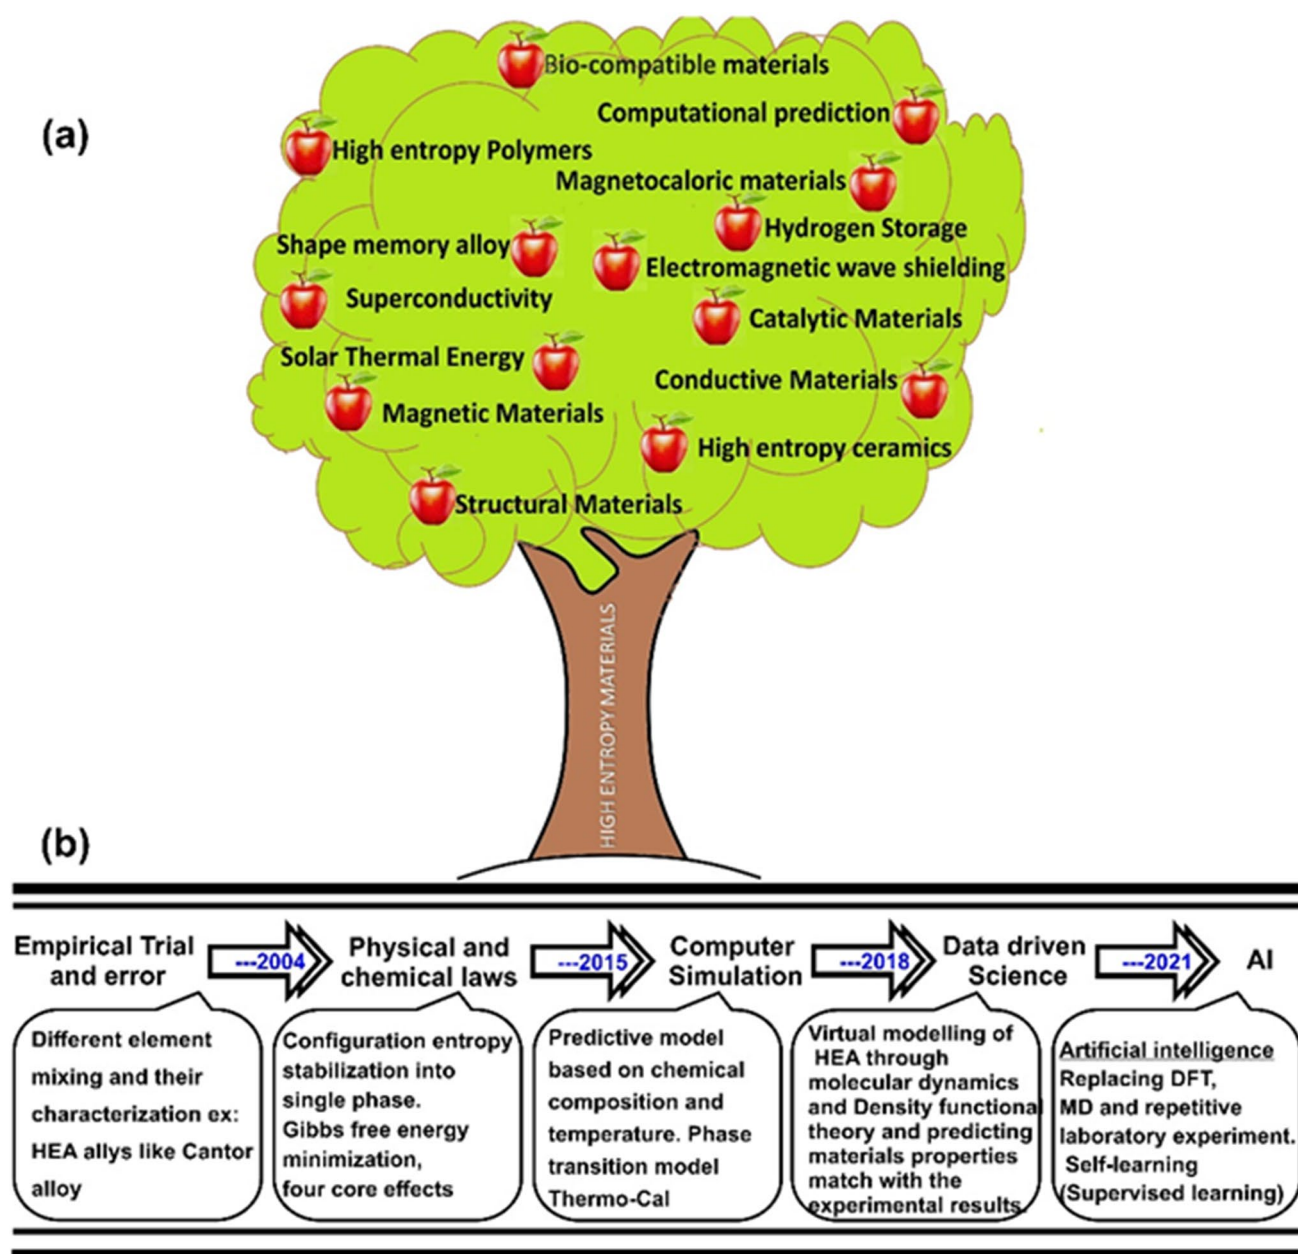 (a)
Bio-compatible materials
Computational prediction
High entropy Polymers
Magnetocaloric materials
Hydrogen Storage
Shape memory alloy
Electromagnetic wave shielding
Superconductivity
Catalytic Materials
Solar Thermal Energy
Conductive Materials
Magnetic Materials
High entropy ceramics
Structural Materials
HIGH ENTROPY MATERIALS
(b)
Empirical Trial
and error
---2004
Physical and
chemical laws
---2015
Computer
Simulation
---2018
Data driven
Science
---2021
AI
Different element
mixing and their
characterization ex:
HEA allys like Cantor
alloy
Configuration entropy
stabilization into
single phase.
Gibbs free energy
minimization,
four core effects
Predictive model
based on chemical
composition and
temperature. Phase
transition model
Thermo-Cal
Virtual modelling of
HEA through
molecular dynamics
and Density functional
theory and predicting
materials properties
match with the
experimental results.
Artificial intelligence
Replacing DFT,
MD and repetitive
laboratory experiment.
Self-learning
(Supervised learning)